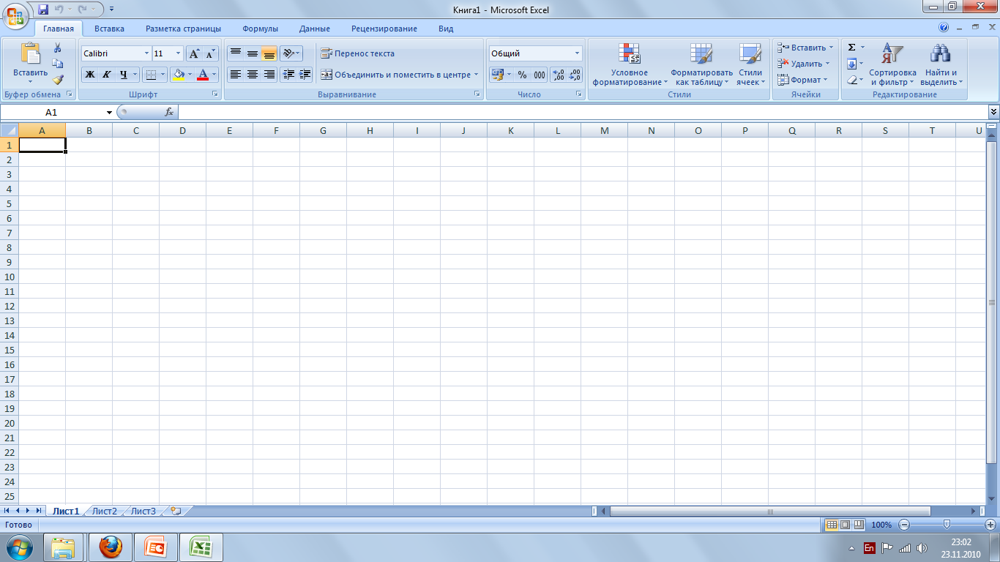 Книга1 - Microsoft Excel
Главная Вставка Разметка страницы Формулы Данные Рецензирование Вид
Вставить
Буфер обмена
Calibri 11
Ж К Ч
Шрифт
Перенос текста
Объединить и поместить в центре
Выравнивание
Общий
% 000 ,00 ,0
Число
Условное форматирование
Форматировать как таблицу
Стили ячеек
Стили
Вставить
Удалить
Формат
Ячейки
Σ
Сортировка и фильтр
Найти и выделить
Редактирование
A1 fx
A B C D E F G H I J K L M N O P Q R S T U
1
2
3
4
5
6
7
8
9
10
11
12
13
14
15
16
17
18
19
20
21
22
23
24
25
Лист1 Лист2 Лист3
Готово 100%
En 23:02
23.11.2010